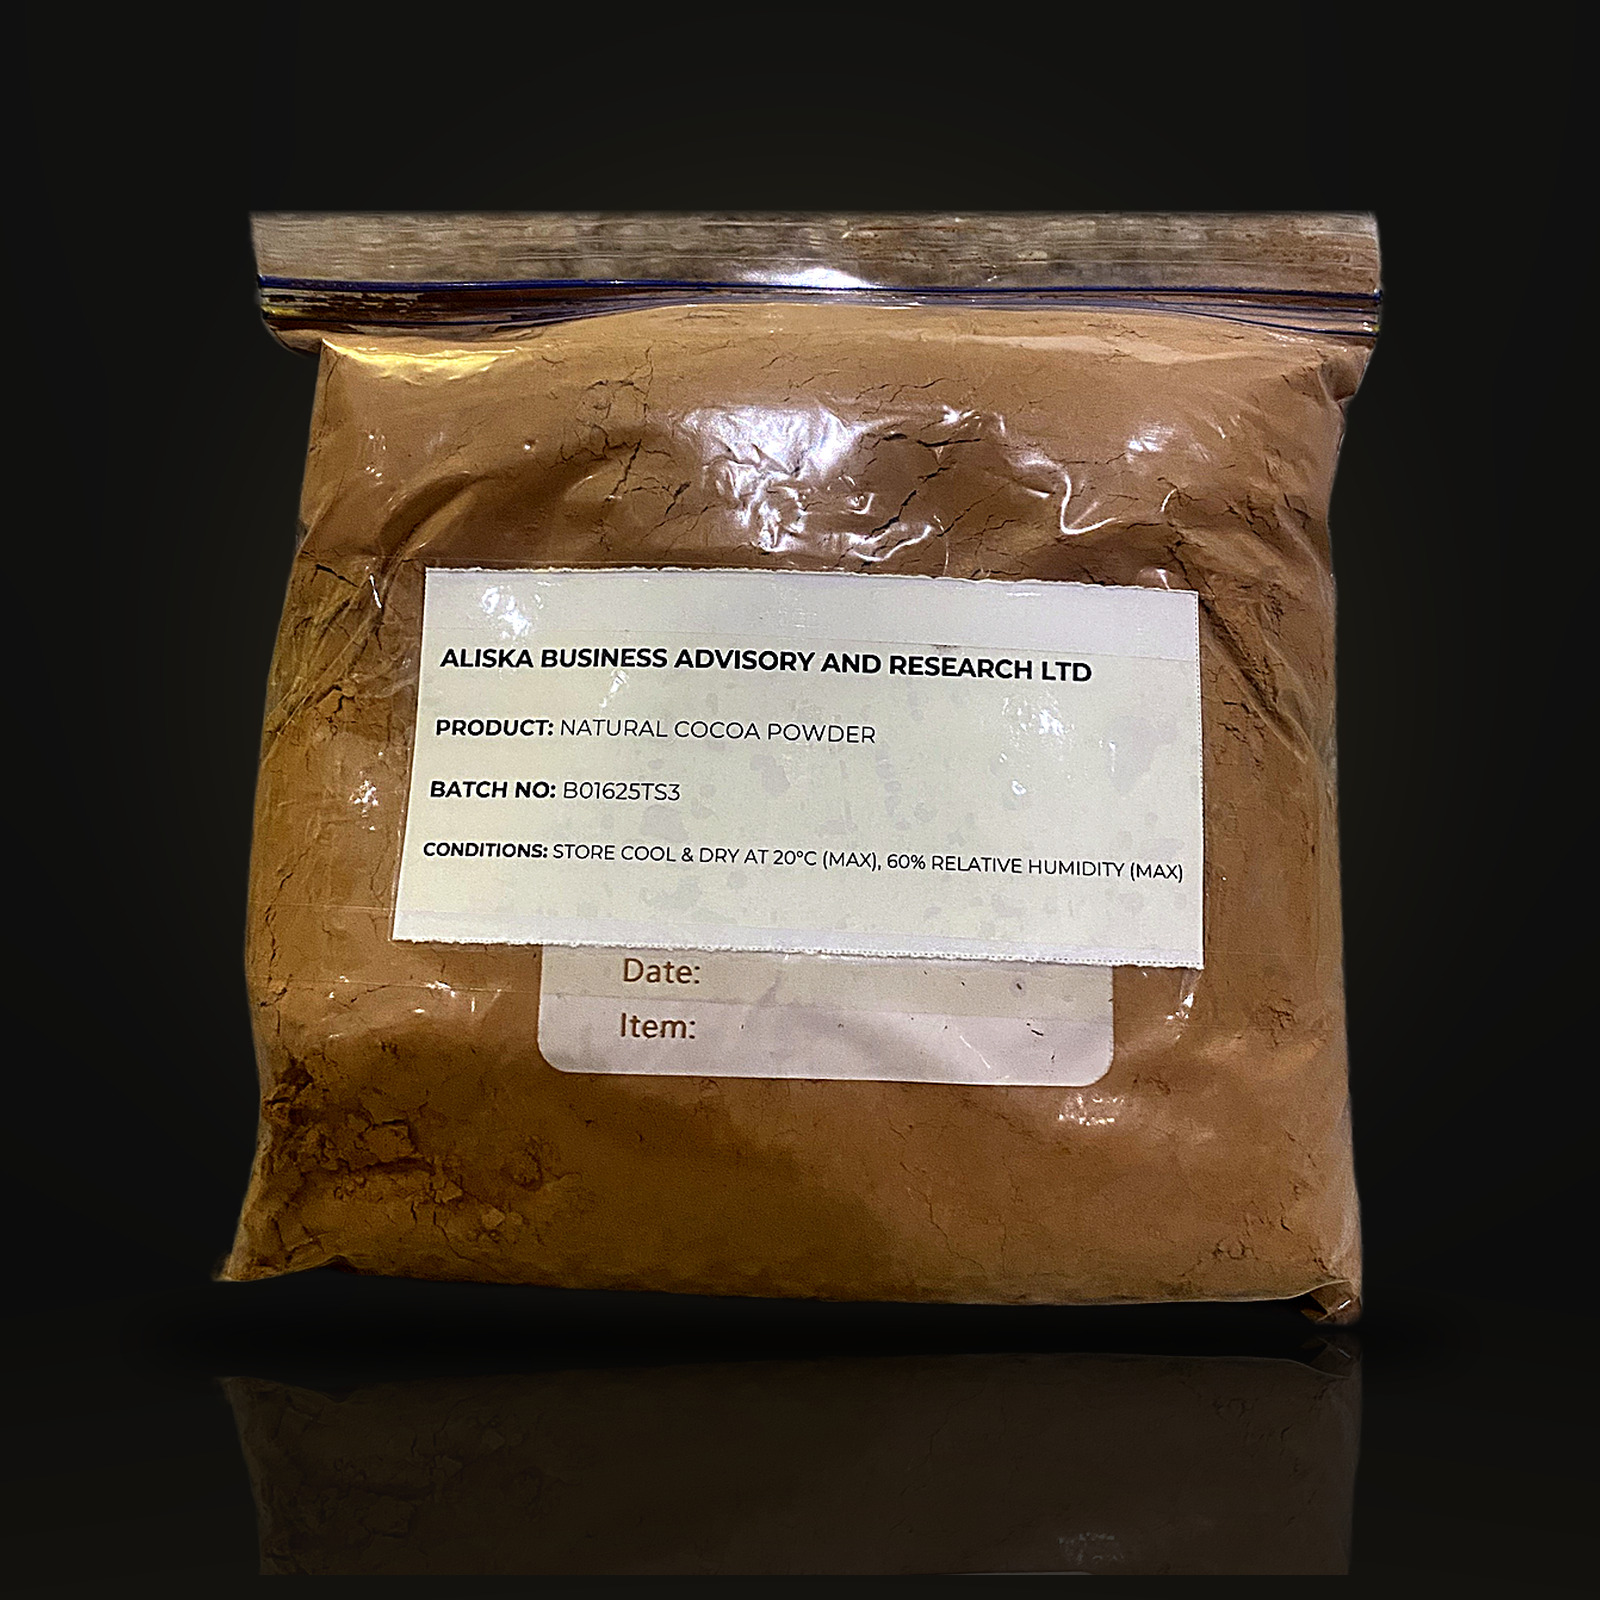 ALISKA BUSINESS ADVISORY AND RESEARCH LTD
PRODUCT: NATURAL COCOA POWDER
BATCH NO: B01625TS3
CONDITIONS: STORE COOL & DRY AT 20°C (MAX), 60% RELATIVE HUMIDITY (MAX)
Date:
Item: